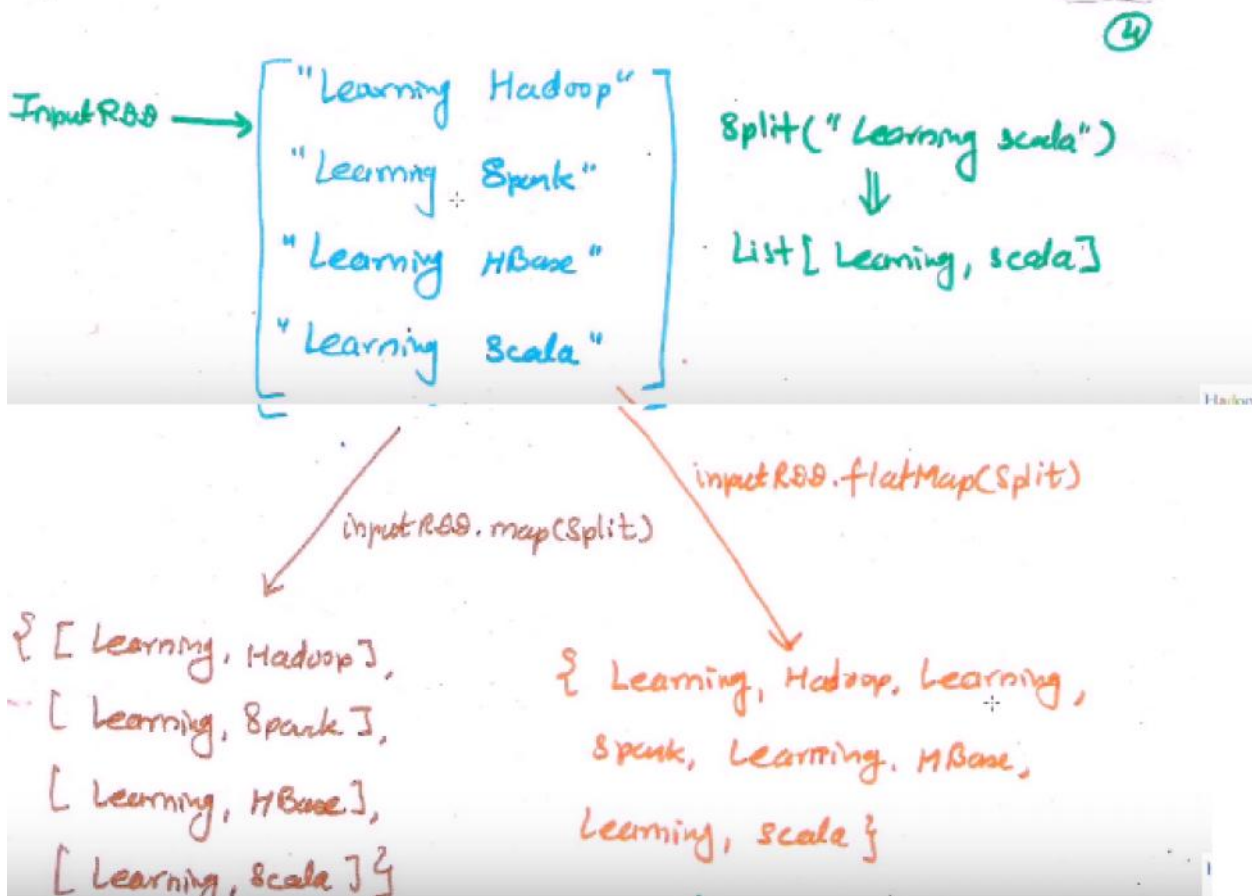 4
InputRDD
"Learning Hadoop"
"Learning Spark"
"Learning HBase"
"Learning Scala"
Split("Learning scala")
List[Learning, scala]
inputRDD.map(Split)
inputRDD.flatMap(Split)
{ [Learning, Hadoop],
[Learning, Spark],
[Learning, HBase],
[Learning, Scala] }
{ Learning, Hadoop, Learning,
Spark, Learning, HBase,
Learning, scala }